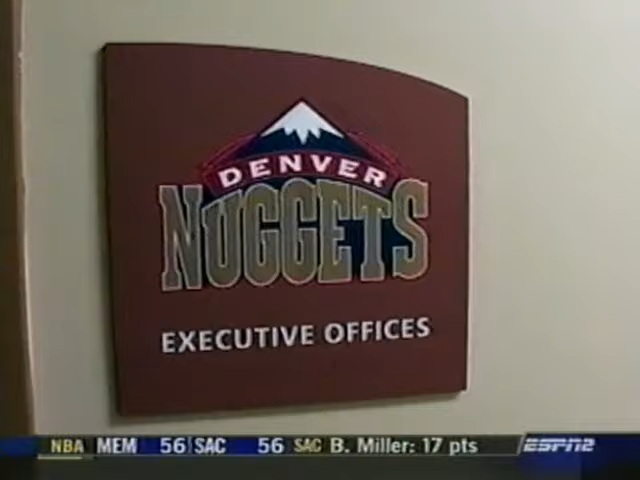 DENVER
NUGGETS
EXECUTIVE OFFICES
NBA MEM 56 SAC 56 SAC B. Miller: 17 pts ESPN2